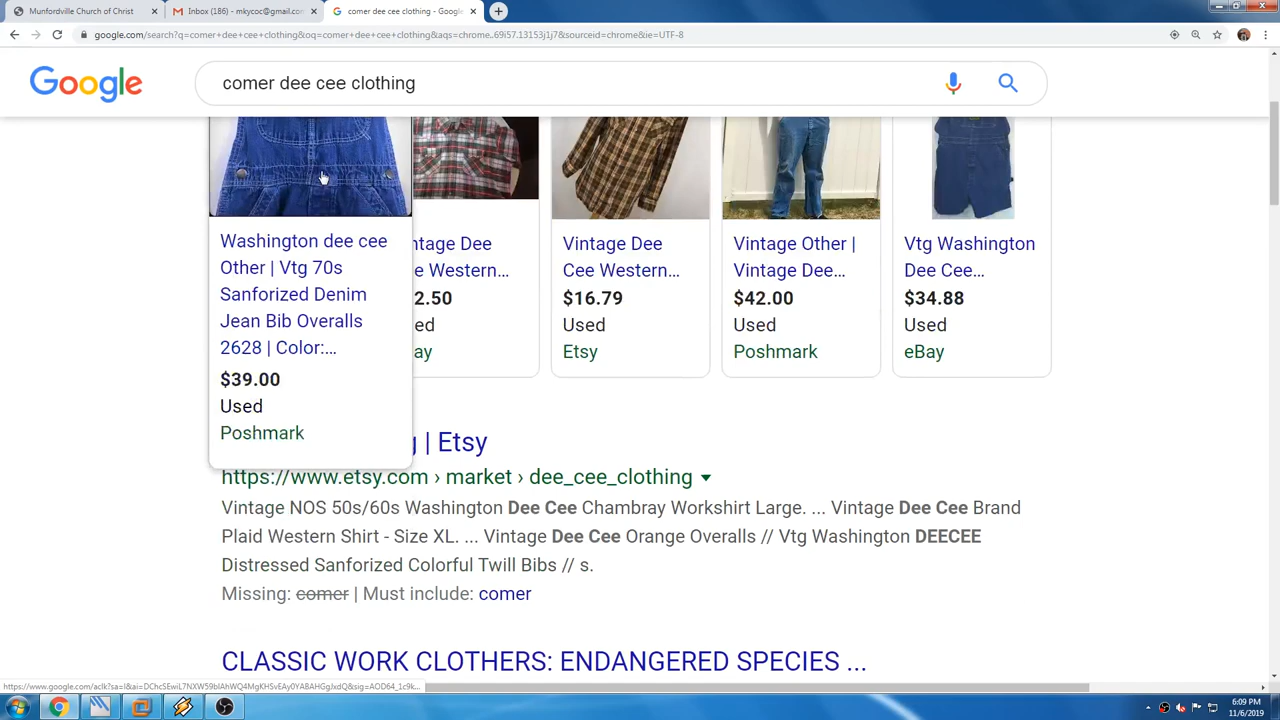 Munfordville Church of Christ
Inbox (186) - mkycoc@gmail.com
comer dee cee clothing - Google
google.com/search?q=comer+dee+cee+clothing&oq=comer+dee+cee+clothing&aqs=chrome..69i57.13153j1j7&sourceid=chrome&ie=UTF-8
Google
comer dee cee clothing
Washington dee cee
Other | Vtg 70s
Sanforized Denim
Jean Bib Overalls
2628 | Color:...
$39.00
Used
Poshmark
ntage Dee
e Western...
2.50
ed
ay
Vintage Dee
Cee Western...
$16.79
Used
Etsy
Vintage Other |
Vintage Dee...
$42.00
Used
Poshmark
Vtg Washington
Dee Cee...
$34.88
Used
eBay
g | Etsy
https://www.etsy.com › market › dee_cee_clothing
Vintage NOS 50s/60s Washington Dee Cee Chambray Workshirt Large. ... Vintage Dee Cee Brand
Plaid Western Shirt - Size XL. ... Vintage Dee Cee Orange Overalls // Vtg Washington DEECEE
Distressed Sanforized Colorful Twill Bibs // s.
Missing: comer | Must include: comer
CLASSIC WORK CLOTHES: ENDANGERED SPECIES ...
6:09 PM
11/6/2019